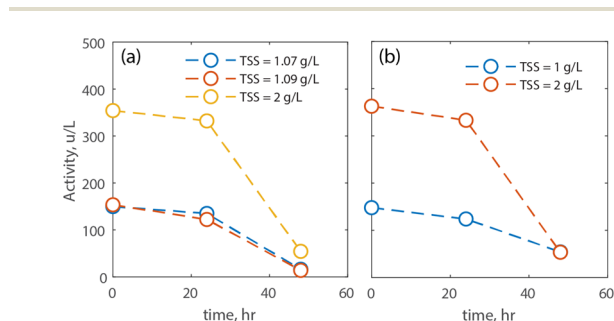 (a)
TSS = 1.07 g/L
TSS = 1.09 g/L
TSS = 2 g/L
(b)
TSS = 1 g/L
TSS = 2 g/L
Activity, u/L
500
400
300
200
100
0
0 20 40 60
0 20 40 60
time, hr
time, hr